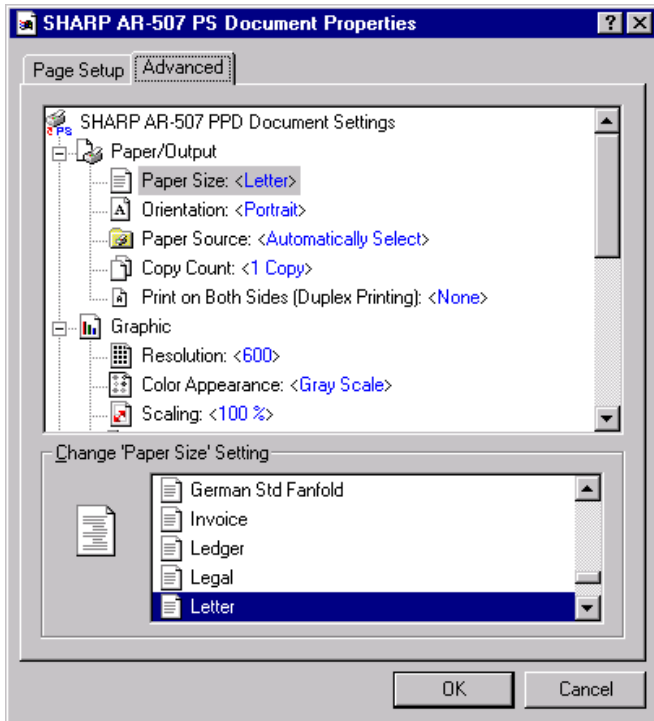 SHARP AR-507 PS Document Properties
Page Setup
Advanced
PS
SHARP AR-507 PPD Document Settings
Paper/Output
Paper Size: <Letter>
Orientation: <Portrait>
Paper Source: <Automatically Select>
Copy Count: <1 Copy>
Print on Both Sides (Duplex Printing): <None>
Graphic
Resolution: <600>
Color Appearance: <Gray Scale>
Scaling: <100 %>
Change 'Paper Size' Setting
German Std Fanfold
Invoice
Ledger
Legal
Letter
OK
Cancel